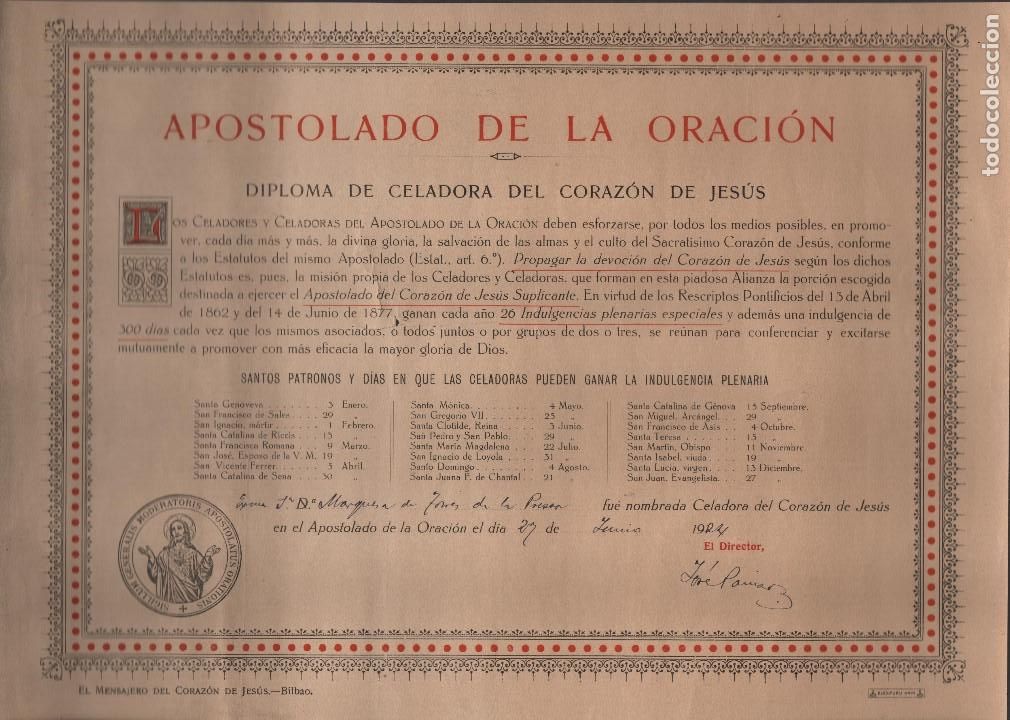 APOSTOLADO DE LA ORACIÓN
DIPLOMA DE CELADORA DEL CORAZÓN DE JESÚS
LOS CELADORES Y CELADORAS DEL APOSTOLADO DE LA ORACIÓN deben esforzarse, por todos los medios posibles, en promo-
ver, cada día más y más, la divina gloria, la salvación de las almas y el culto del Sacratísimo Corazón de Jesús, conforme
a los Estatutos del mismo Apostolado (Estat., art. 6.º). Propagar la devoción del Corazón de Jesús según los dichos
Estatutos es, pues, la misión propia de los Celadores y Celadoras, que forman en esta piadosa Alianza la porción escogida
destinada a ejercer el Apostolado del Corazón de Jesús Suplicante. En virtud de los Rescriptos Pontificios del 13 de Abril
de 1862 y del 14 de Junio de 1877, ganan cada año 26 Indulgencias plenarias especiales y además una indulgencia de
300 días cada vez que los mismos asociados, o todos juntos o por grupos de dos o tres, se reúnan para conferenciar y excitarse
mutuamente a promover con más eficacia la mayor gloria de Dios.
SANTOS PATRONOS Y DÍAS EN QUE LAS CELADORAS PUEDEN GANAR LA INDULGENCIA PLENARIA
Santa Genoveva . . . . . . . 3 Enero.
San Francisco de Sales . . . . 29 „
San Ignacio, mártir . . . . . 1 Febrero.
Santa Catalina de Riccis . . . 13 „
Santa Francisca Romana . . 9 Marzo.
San José, Esposo de la V. M. 19 „
San Vicente Ferrer . . . . . 5 Abril.
Santa Catalina de Sena . . . 30 „
Santa Mónica . . . . . . . . 4 Mayo.
San Gregorio VII . . . . . . 25 „
Santa Clotilde, Reina . . . . 3 Junio.
San Pedro y San Pablo . . . 29 „
Santa María Magdalena . . . 22 Julio.
San Ignacio de Loyola . . . 31 „
Santo Domingo . . . . . . . 4 Agosto.
Santa Juana F. de Chantal . . 21 „
Santa Catalina de Génova 15 Septiembre.
San Miguel, Arcángel . . . 29 „
San Francisco de Asís . . . 4 Octubre.
Santa Teresa . . . . . . . 15 „
San Martín, Obispo . . . 11 Noviembre.
Santa Isabel, viuda . . . . 19 „
Santa Lucía, virgen . . . . 13 Diciembre.
San Juan, Evangelista . . . 27 „
Sra Dª Marquesa de de la Presa fué nombrada Celadora del Corazón de Jesús
en el Apostolado de la Oración el día 27 de Junio 1924
El Director,
José
SIGILLUM GENERALIS MODERATORIS APOSTOLATUS ORATIONIS
EL MENSAJERO DEL CORAZÓN DE JESÚS.—Bilbao.
todocoleccion